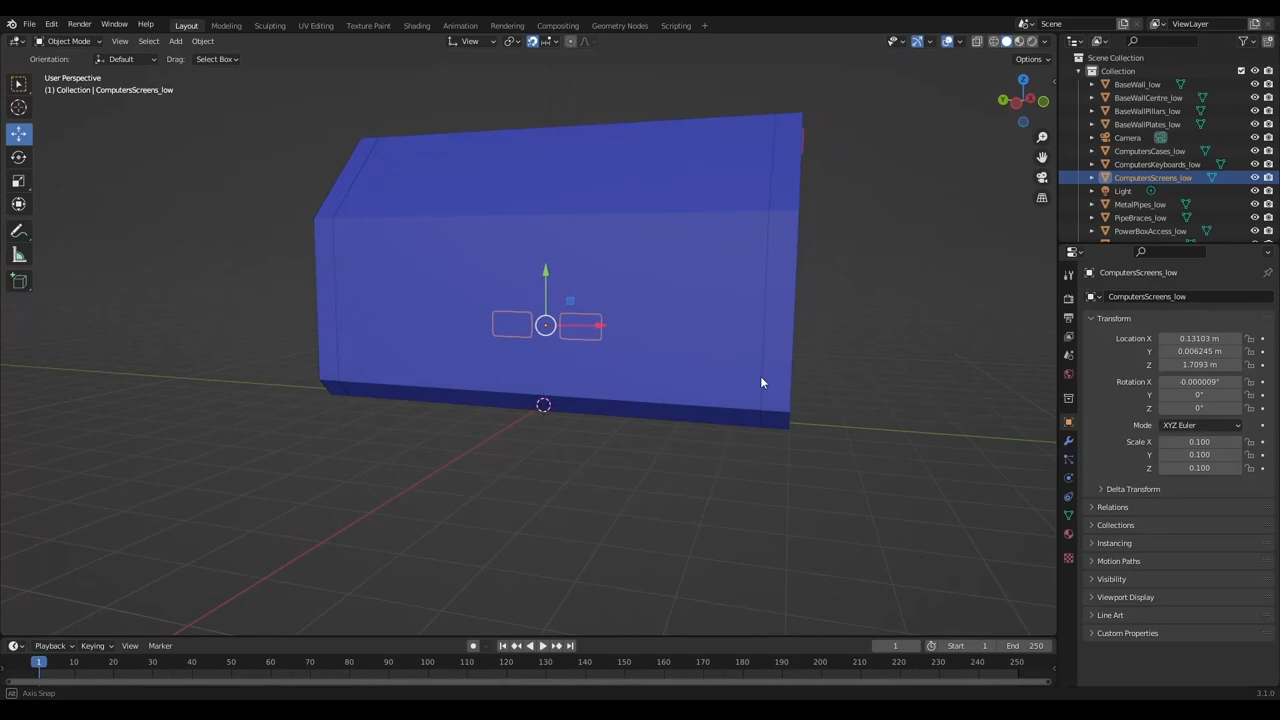 File Edit Render Window Help Layout Modeling Sculpting UV Editing Texture Paint Shading Animation Rendering Compositing Geometry Nodes Scripting Scene ViewLayer
Object Mode View Select Add Object View
Orientation: Default Drag: Select Box Options
User Perspective
(1) Collection | ComputersScreens_low
Z
Y
X
Scene Collection
Collection
BaseWall_low
BaseWallCentre_low
BaseWallPillars_low
BaseWallPlates_low
Camera
ComputersCases_low
ComputersKeyboards_low
ComputersScreens_low
Light
MetalPipes_low
PipeBraces_low
PowerBoxAccess_low
ComputersScreens_low
ComputersScreens_low
Transform
Location X 0.13103 m
Y 0.006245 m
Z 1.7093 m
Rotation X -0.000009°
Y 0°
Z 0°
Mode XYZ Euler
Scale X 0.100
Y 0.100
Z 0.100
Delta Transform
Relations
Collections
Instancing
Motion Paths
Visibility
Viewport Display
Line Art
Custom Properties
Playback Keying View Marker 1 Start 1 End 250
1 10 20 30 40 50 60 70 80 90 100 110 120 130 140 150 160 170 180 190 200 210 220 230 240 250
Alt Axis Snap 3.1.0